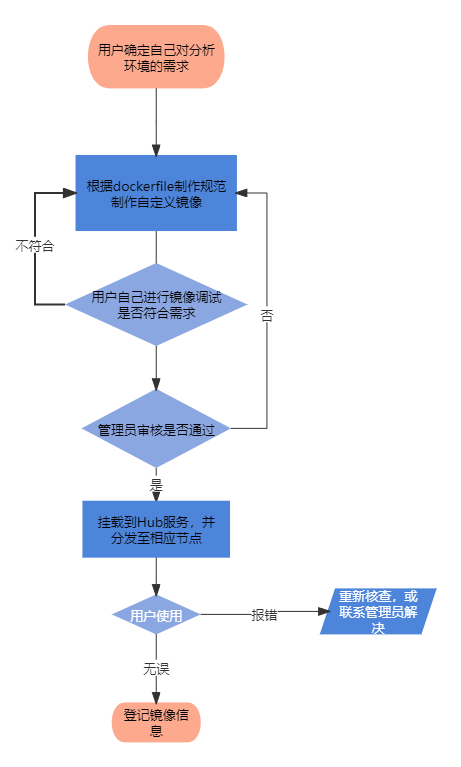 用户确定自己对分析
环境的需求
根据dockerfile制作规范
制作自定义镜像
不符合
用户自己进行镜像调试
是否符合需求
否
管理员审核是否通过
是
挂载到Hub服务，并
分发至相应节点
用户使用
报错
重新核查，或
联系管理员解
决
无误
登记镜像信
息